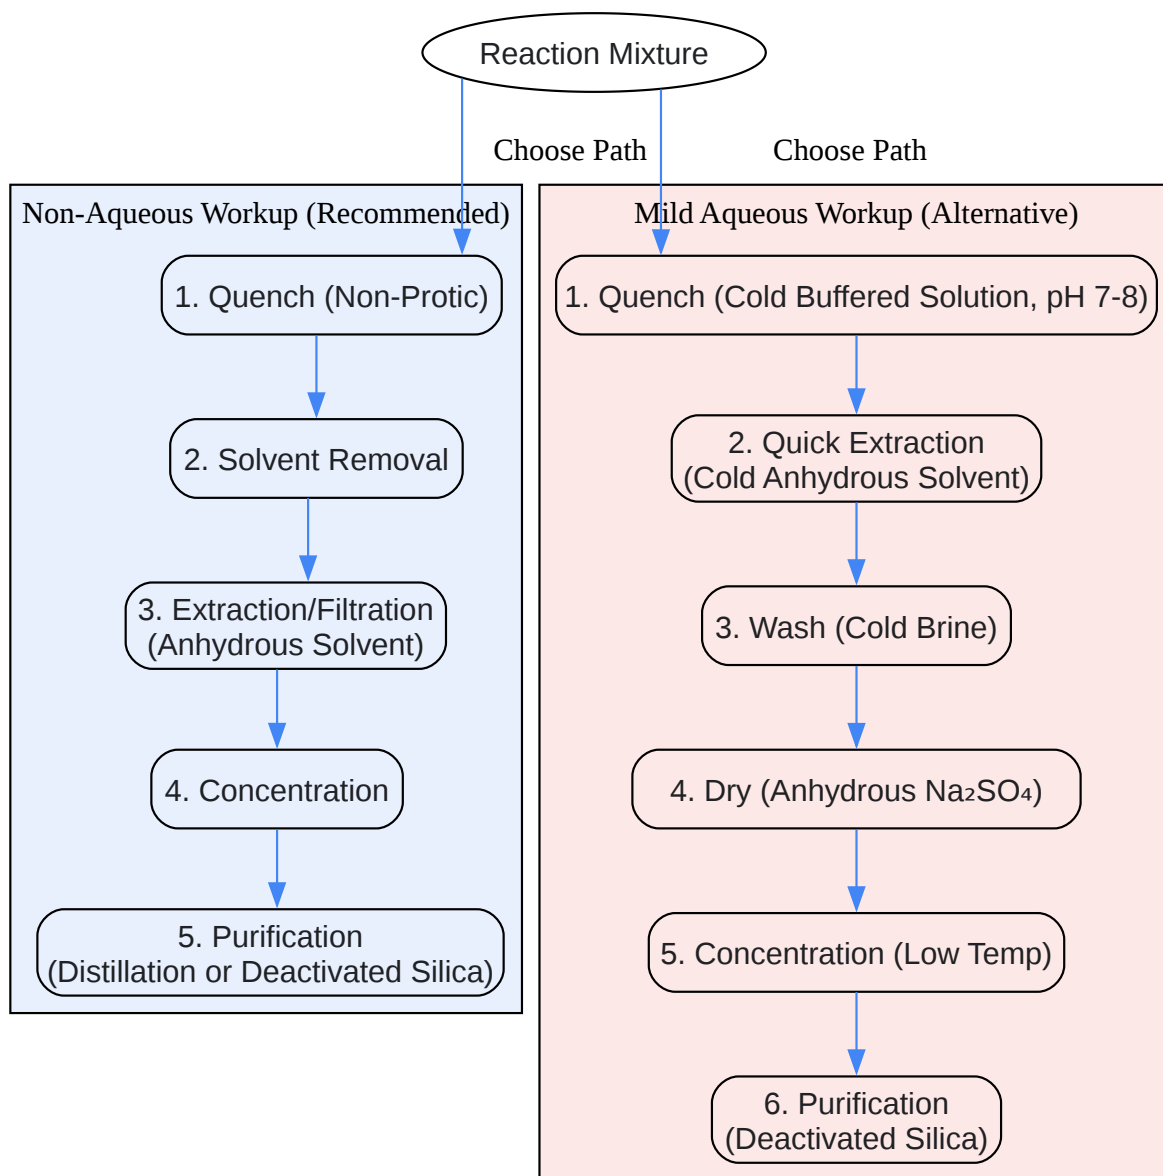 Reaction Mixture
Choose Path
Choose Path
Non-Aqueous Workup (Recommended)
1. Quench (Non-Protic)
2. Solvent Removal
3. Extraction/Filtration
(Anhydrous Solvent)
4. Concentration
5. Purification
(Distillation or Deactivated Silica)
Mild Aqueous Workup (Alternative)
1. Quench (Cold Buffered Solution, pH 7-8)
2. Quick Extraction
(Cold Anhydrous Solvent)
3. Wash (Cold Brine)
4. Dry (Anhydrous Na₂SO₄)
5. Concentration (Low Temp)
6. Purification
(Deactivated Silica)